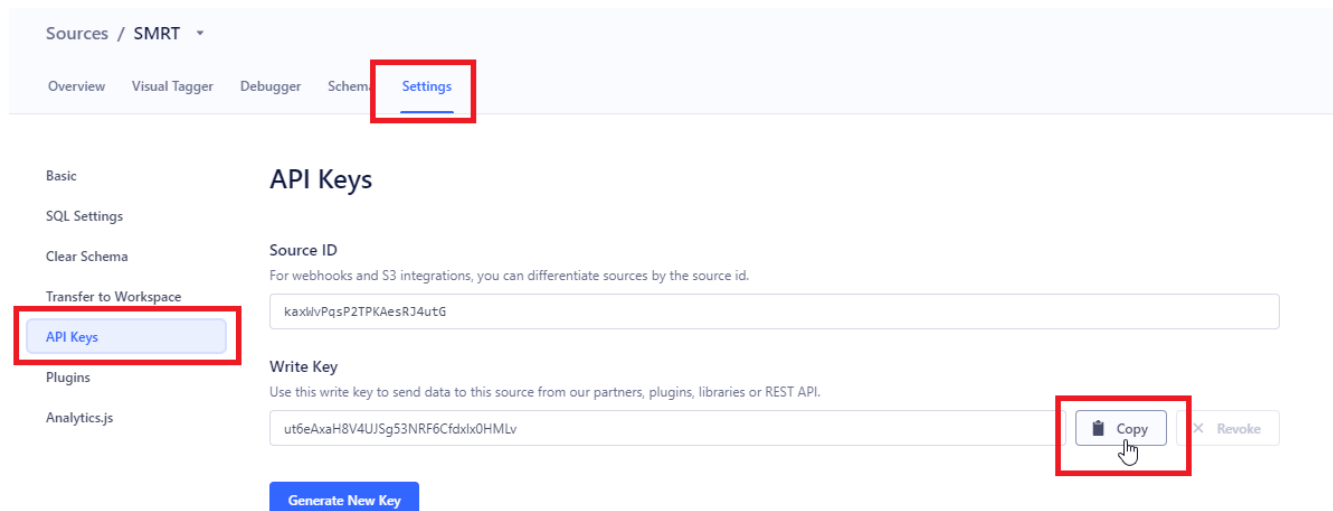 Sources / SMRT
Overview Visual Tagger Debugger Schema Settings
Basic
SQL Settings
Clear Schema
Transfer to Workspace
API Keys
Plugins
Analytics.js
API Keys
Source ID
For webhooks and S3 integrations, you can differentiate sources by the source id.
kaxWvPqsP2TPKAesRJ4utG
Write Key
Use this write key to send data to this source from our partners, plugins, libraries or REST API.
ut6eAxaH8V4UJSg53NRF6Cfdxlx0HMLv
Copy
Revoke
Generate New Key